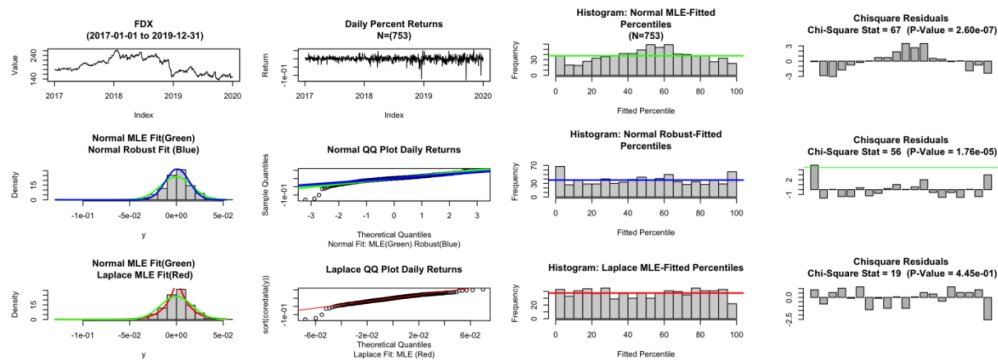 FDX
(2017-01-01 to 2019-12-31)
Value
140 240
2017 2018 2019 2020
Index
Daily Percent Returns
N=(753)
Return
-1e-01
2017 2018 2019 2020
Index
Histogram: Normal MLE-Fitted
Percentiles
N=(753)
Frequency
0 30
0 20 40 60 80 100
Fitted Percentile
Chisquare Residuals
Chi-Square Stat = 67 (P-Value = 2.60e-07)
-3 0 3
Normal MLE Fit(Green)
Normal Robust Fit (Blue)
Density
0 15
-1e-01 -5e-02 0e+00 5e-02
y
Normal QQ Plot Daily Returns
Sample Quantiles
-1e-01
-3 -2 -1 0 1 2 3
Theoretical Quantiles
Normal Fit: MLE(Green) Robust(Blue)
Histogram: Normal Robust-Fitted
Percentiles
Frequency
0 30 70
0 20 40 60 80 100
Fitted Percentile
Chisquare Residuals
Chi-Square Stat = 56 (P-Value = 1.76e-05)
-1 1
Normal MLE Fit(Green)
Laplace MLE Fit(Red)
Density
0 15
-1e-01 -5e-02 0e+00 5e-02
y
Laplace QQ Plot Daily Returns
sort(coredata(y))
-1e-01
-6e-02 -2e-02 2e-02 6e-02
Theoretical Quantiles
Laplace Fit: MLE (Red)
Histogram: Laplace MLE-Fitted Percentiles
Frequency
0 30
0 20 40 60 80 100
Fitted Percentile
Chisquare Residuals
Chi-Square Stat = 19 (P-Value = 4.45e-01)
-2.5 0.0